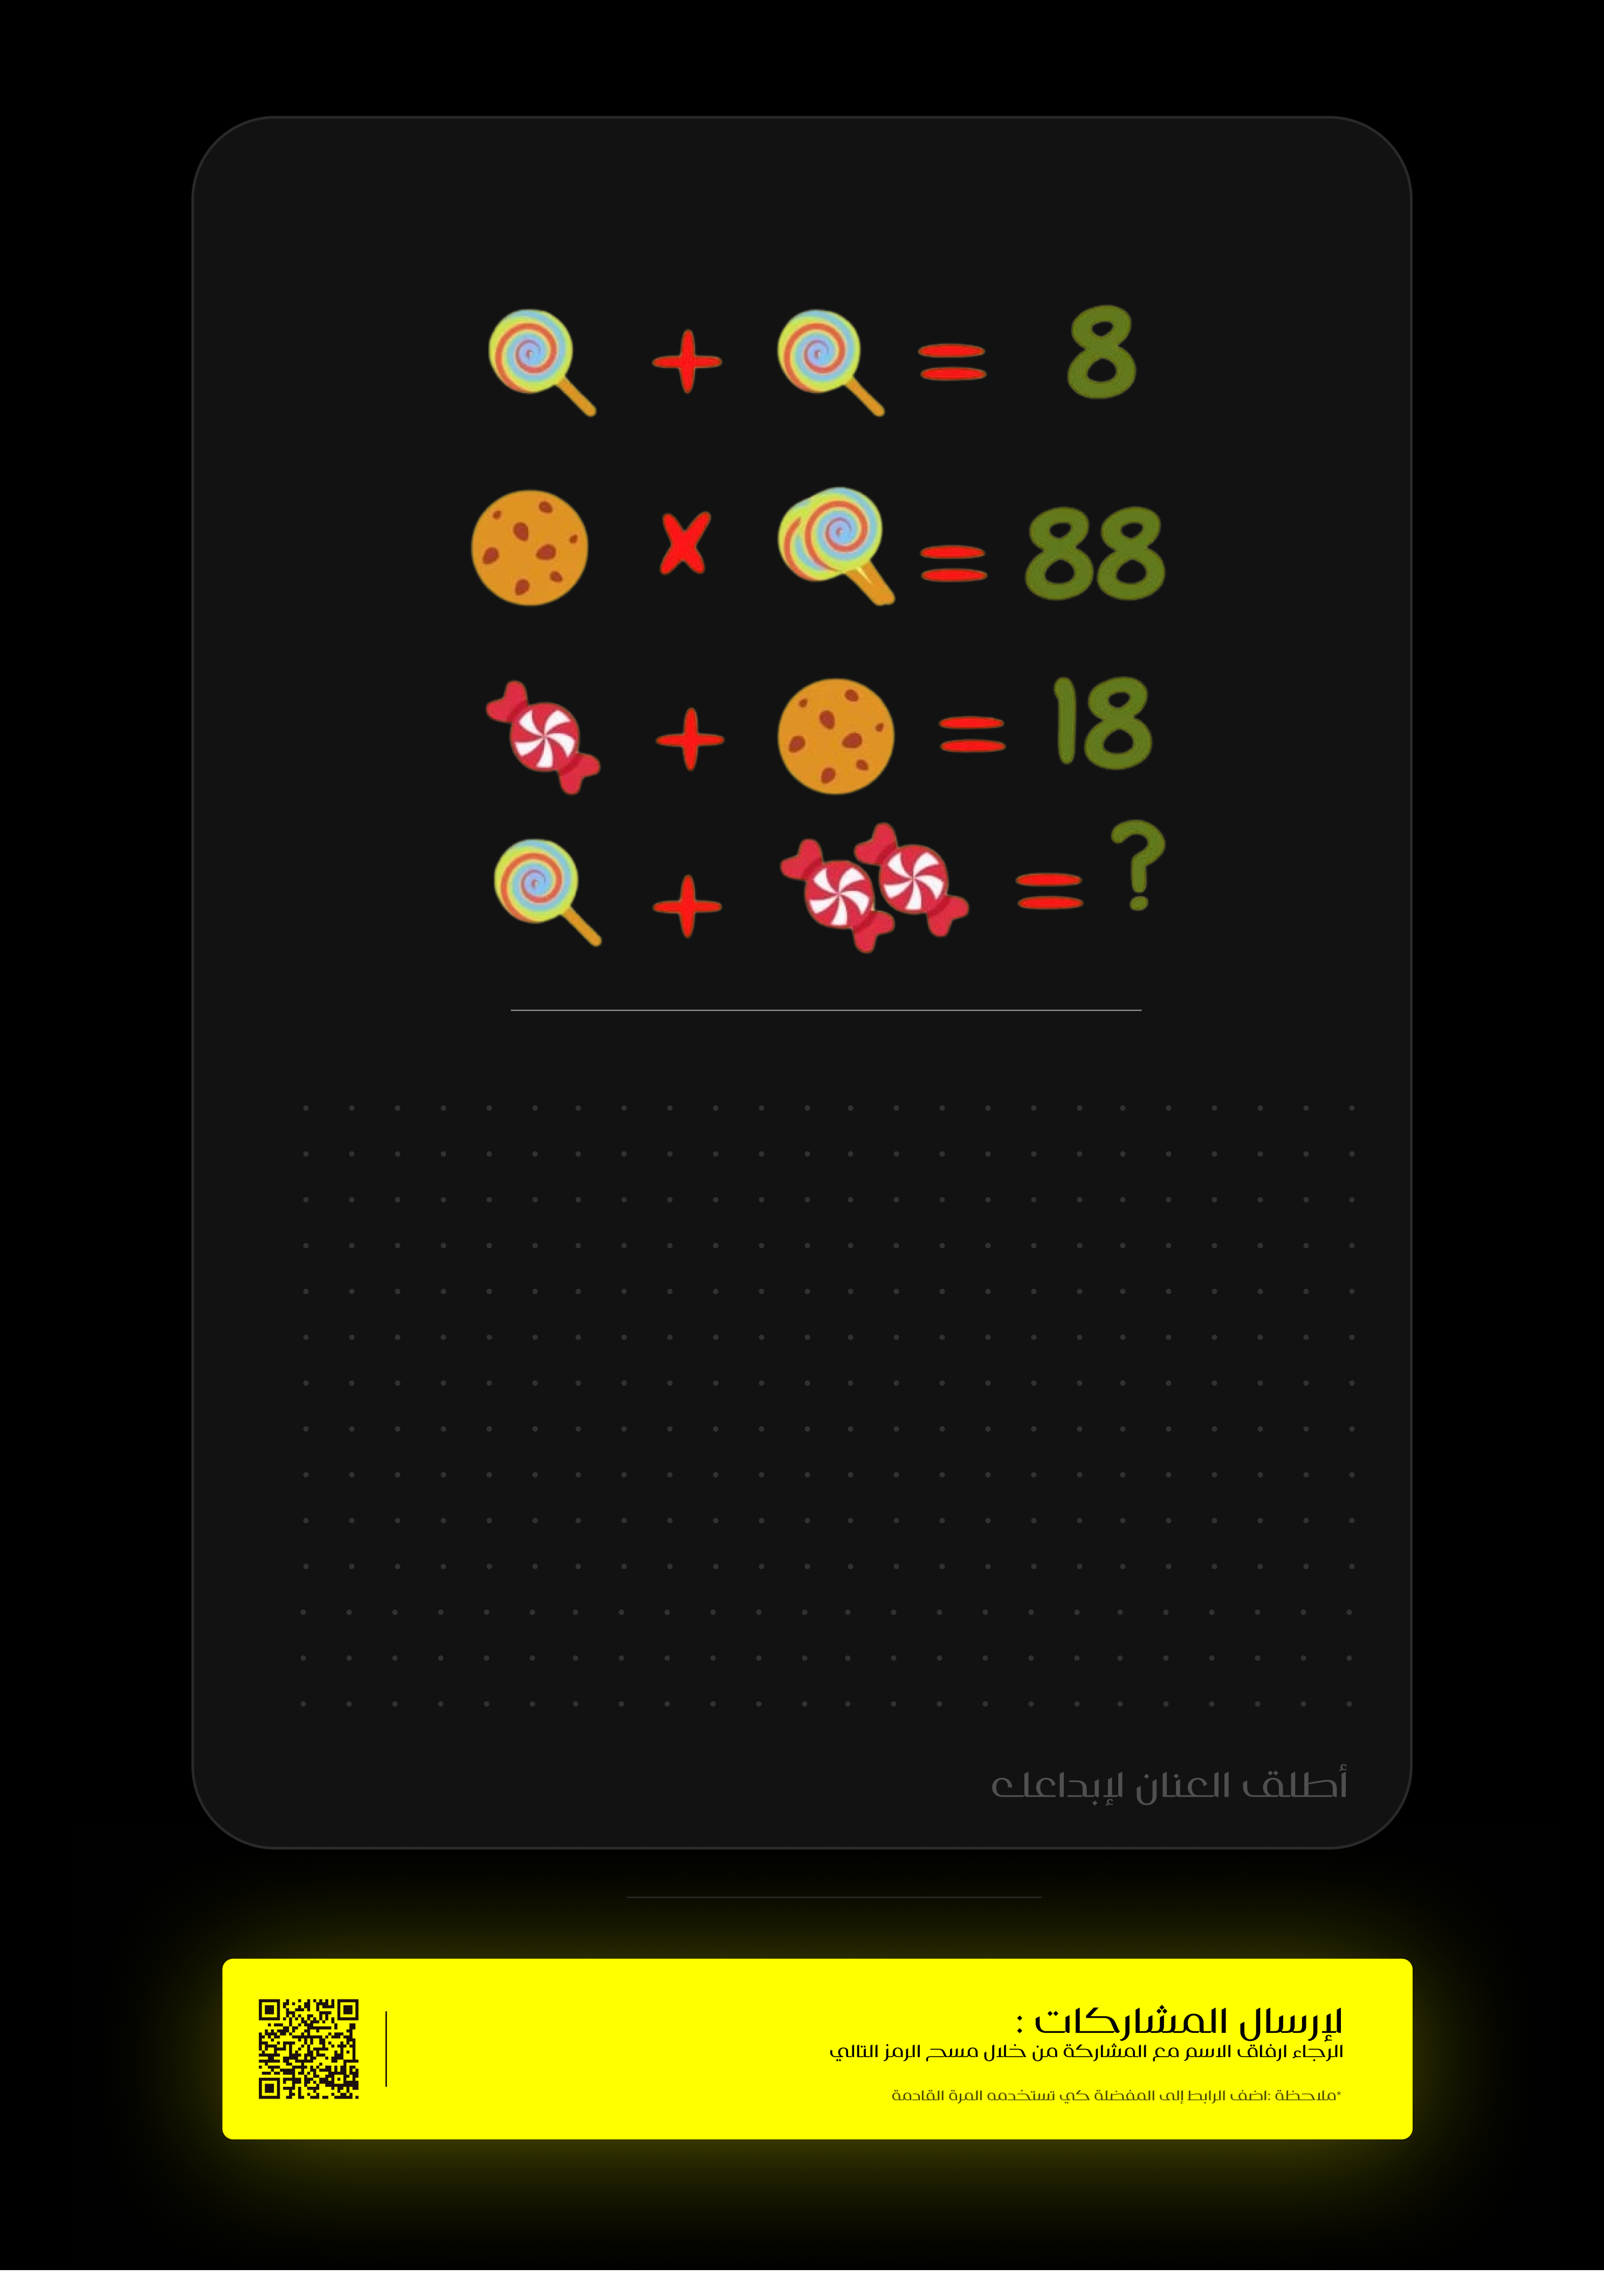 + = 8
x = 88
+ = 18
+ = ?
أطلق العنان لإبداعك
لإرسال المشاركات :
الرجاء ارفاق الاسم مع المشاركة من خلال مسح الرمز التالي
*ملاحظة :اضف الرابط إلى المفضلة كي تستخدمه المرة القادمة